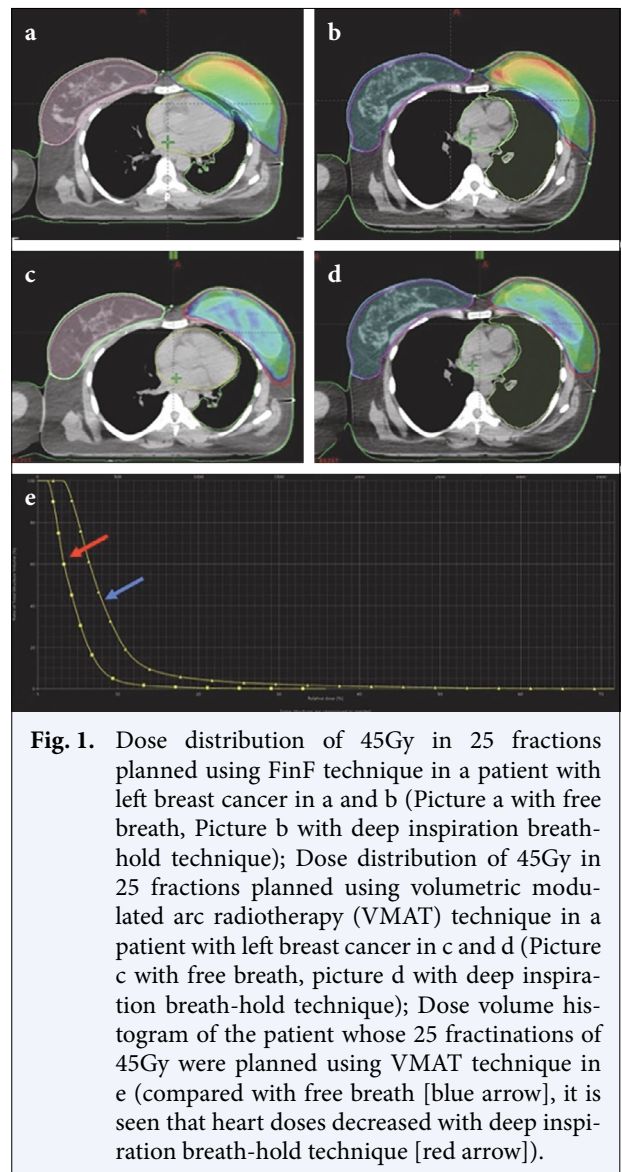 a
b
c
d
e
Relative dose [%]
Fig. 1. Dose distribution of 45Gy in 25 fractions
planned using FinF technique in a patient with
left breast cancer in a and b (Picture a with free
breath, Picture b with deep inspiration breath-
hold technique); Dose distribution of 45Gy in
25 fractions planned using volumetric modu-
lated arc radiotherapy (VMAT) technique in a
patient with left breast cancer in c and d (Picture
c with free breath, picture d with deep inspira-
tion breath-hold technique); Dose volume his-
togram of the patient whose 25 fractinations of
45Gy were planned using VMAT technique in
e (compared with free breath [blue arrow], it is
seen that heart doses decreased with deep inspi-
ration breath-hold technique [red arrow]).